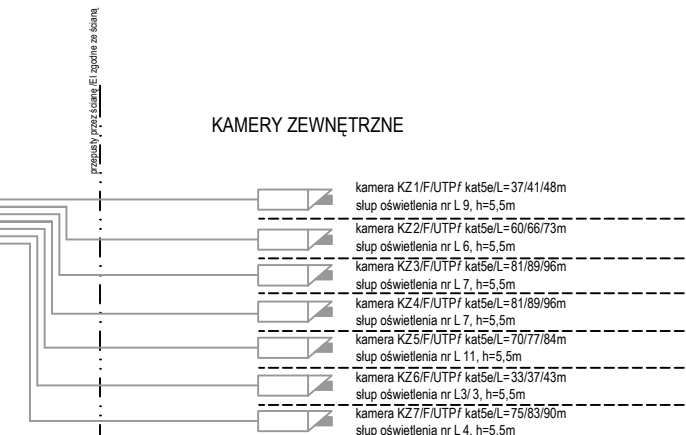 przepusty przez ścianę /EI zgodne ze ścianą
KAMERY ZEWNĘTRZNE
kamera KZ1/F/UTPf kat5e/L=37/41/48m
słup oświetlenia nr L 9, h=5,5m
kamera KZ2/F/UTPf kat5e/L=60/66/73m
słup oświetlenia nr L 6, h=5,5m
kamera KZ3/F/UTPf kat5e/L=81/89/96m
słup oświetlenia nr L 7, h=5,5m
kamera KZ4/F/UTPf kat5e/L=81/89/96m
słup oświetlenia nr L 7, h=5,5m
kamera KZ5/F/UTPf kat5e/L=70/77/84m
słup oświetlenia nr L 11, h=5,5m
kamera KZ6/F/UTPf kat5e/L=33/37/43m
słup oświetlenia nr L3/ 3, h=5,5m
kamera KZ7/F/UTPf kat5e/L=75/83/90m
słup oświetlenia nr L 4, h=5,5m